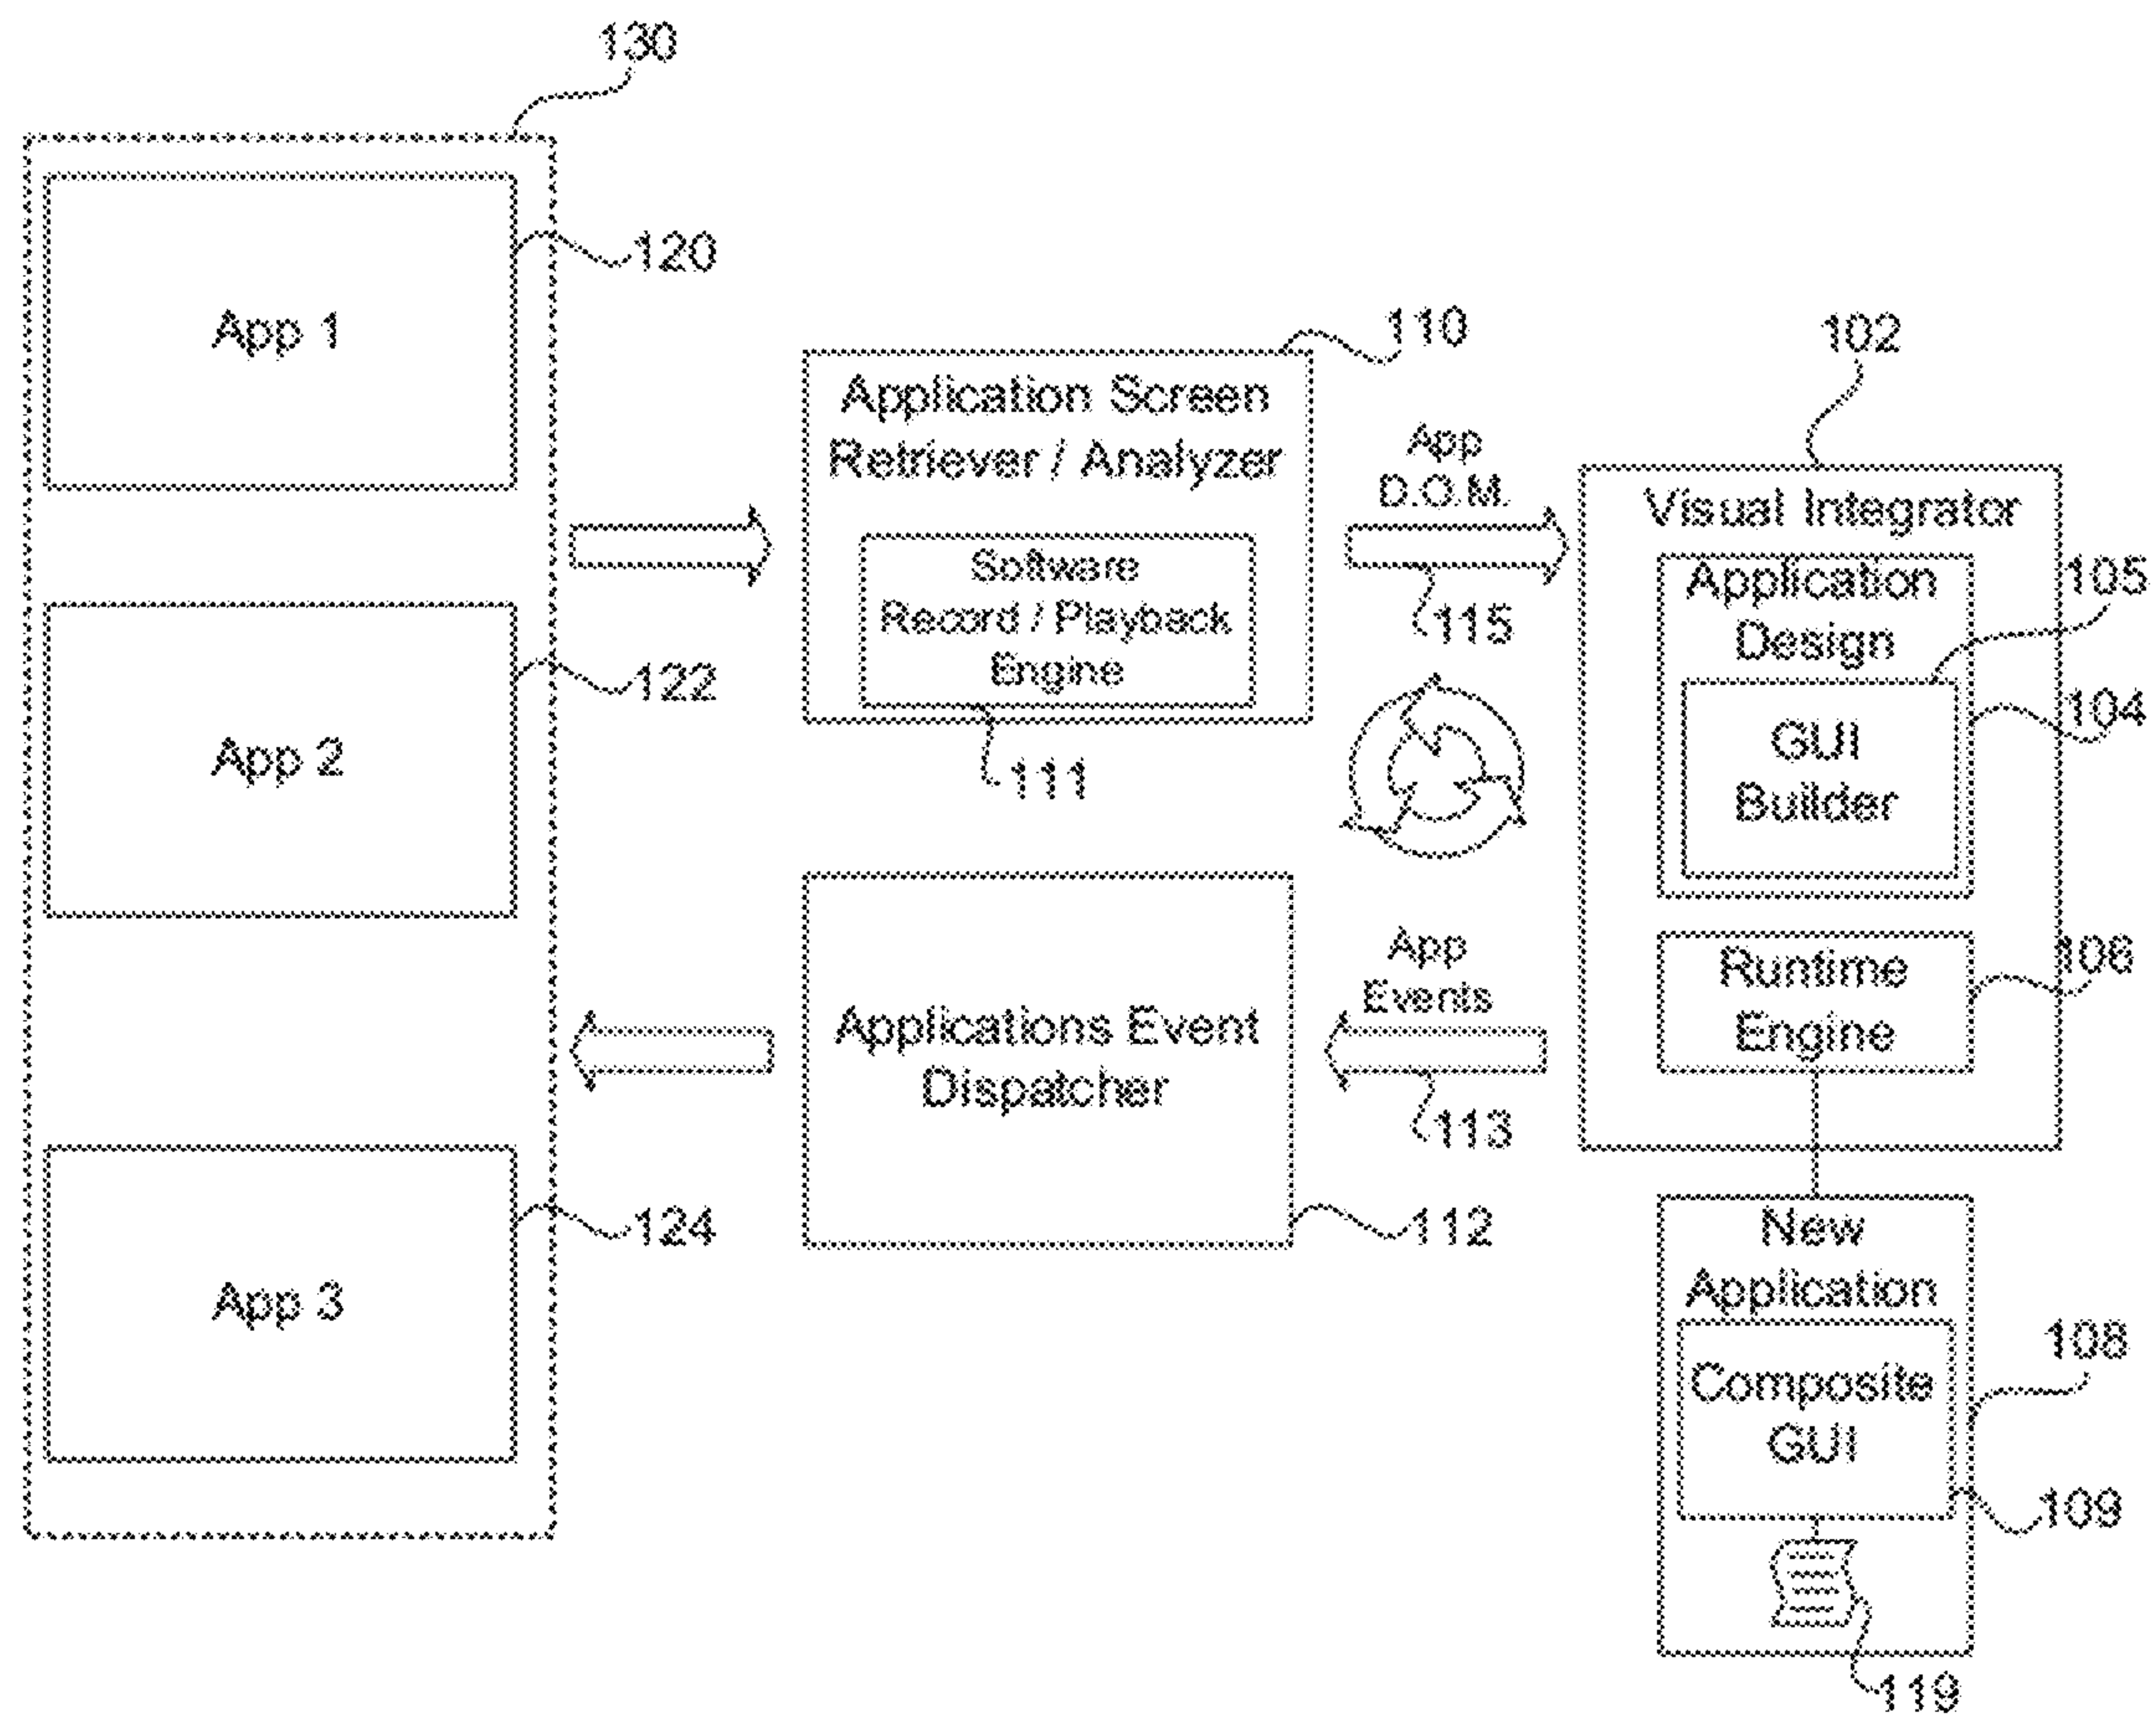 130
App 1
120
App 2
122
App 3
124
110
Application Screen
Retriever / Analyzer
Software
Record / Playback
Engine
111
App
D.O.M.
115
Applications Event
Dispatcher
112
App
Events
113
102
Visual Integrator
Application
Design
105
GUI
Builder
104
Runtime
Engine
106
New
Application
Composite
GUI
108
109
119